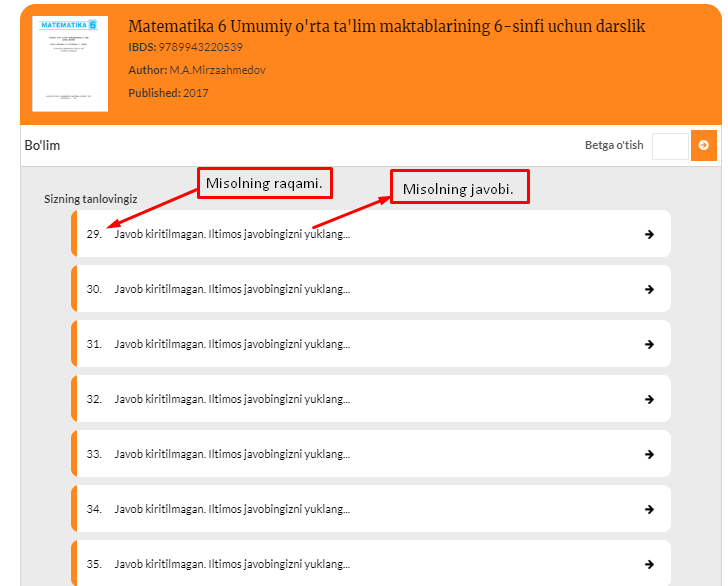 MATEMATIKA 6
Matematika 6 Umumiy o'rta ta'lim maktablarining 6-sinfi uchun darslik
IBDS: 9789943220539
Author: M.A.Mirzaahmedov
Published: 2017
Bo'lim
Betga o'tish
Misolning raqami.
Misolning javobi.
Sizning tanlovingiz
29. Javob kiritilmagan. Iltimos javobingizni yuklang...
30. Javob kiritilmagan. Iltimos javobingizni yuklang...
31. Javob kiritilmagan. Iltimos javobingizni yuklang...
32. Javob kiritilmagan. Iltimos javobingizni yuklang...
33. Javob kiritilmagan. Iltimos javobingizni yuklang...
34. Javob kiritilmagan. Iltimos javobingizni yuklang...
35. Javob kiritilmagan. Iltimos javobingizni yuklang...